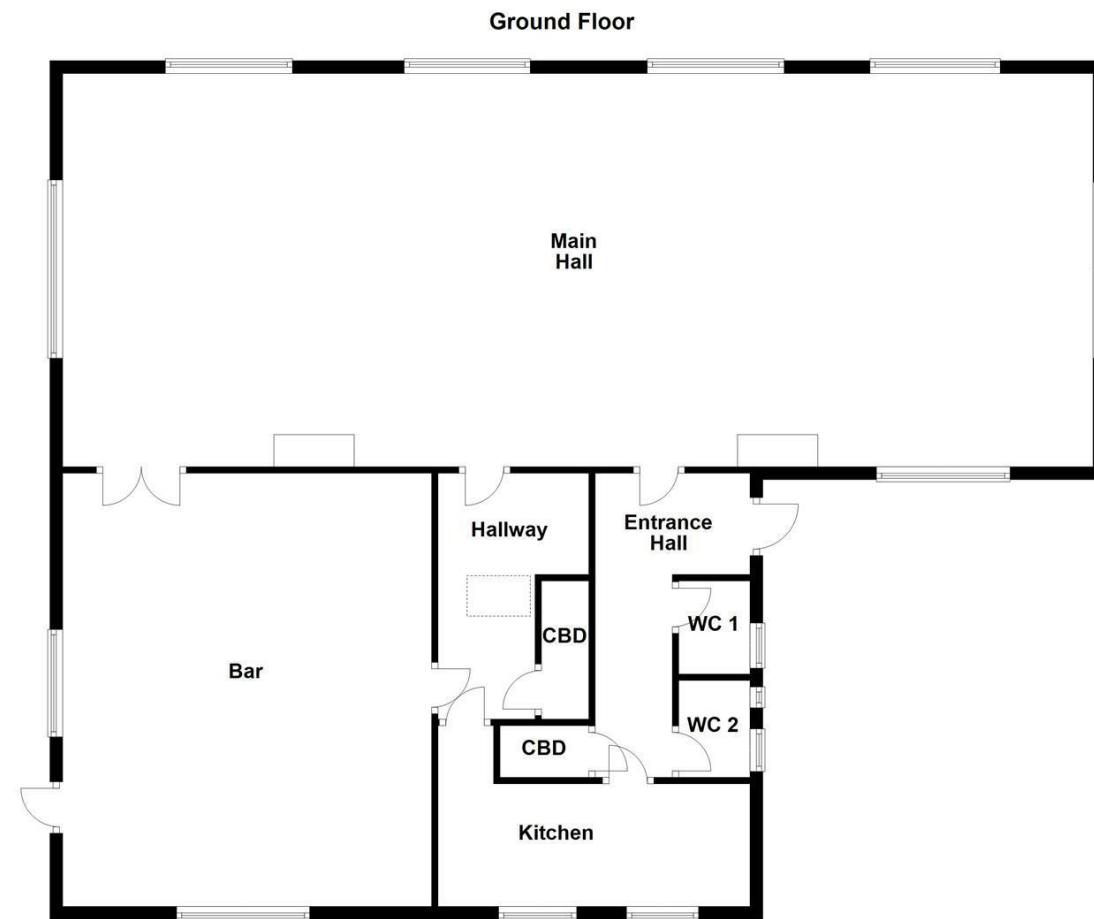 Ground Floor
Main
Hall
Hallway
Entrance
Hall
WC 1
CBD
Bar
WC 2
CBD
Kitchen